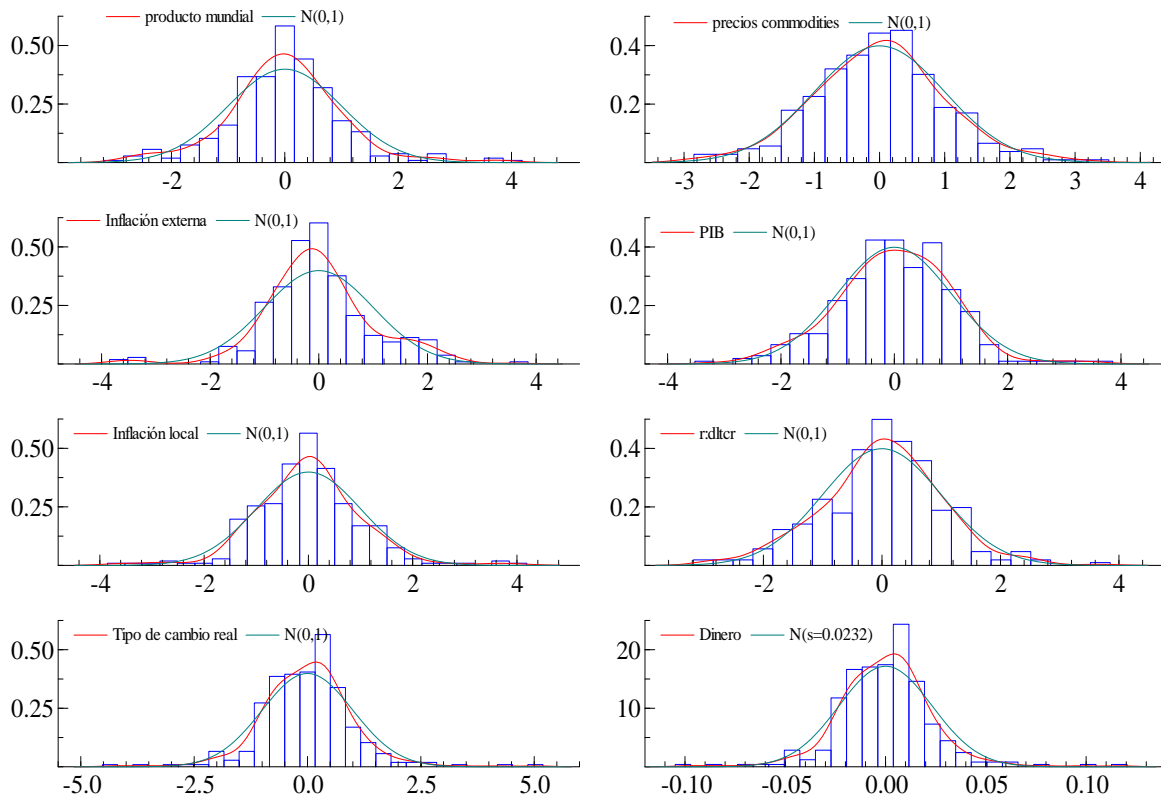 producto mundial N(0,1)
0.50
0.25
-2 0 2 4
precios commodities N(0,1)
0.4
0.2
-3 -2 -1 0 1 2 3 4
Inflación externa N(0,1)
0.50
0.25
-4 -2 0 2 4
PIB N(0,1)
0.4
0.2
-4 -2 0 2 4
Inflación local N(0,1)
0.50
0.25
-4 -2 0 2 4
r:dltcr N(0,1)
0.4
0.2
-2 0 2 4
Tipo de cambio real N(0,1)
0.50
0.25
-5.0 -2.5 0.0 2.5 5.0
Dinero N(s=0.0232)
20
10
-0.10 -0.05 0.00 0.05 0.10